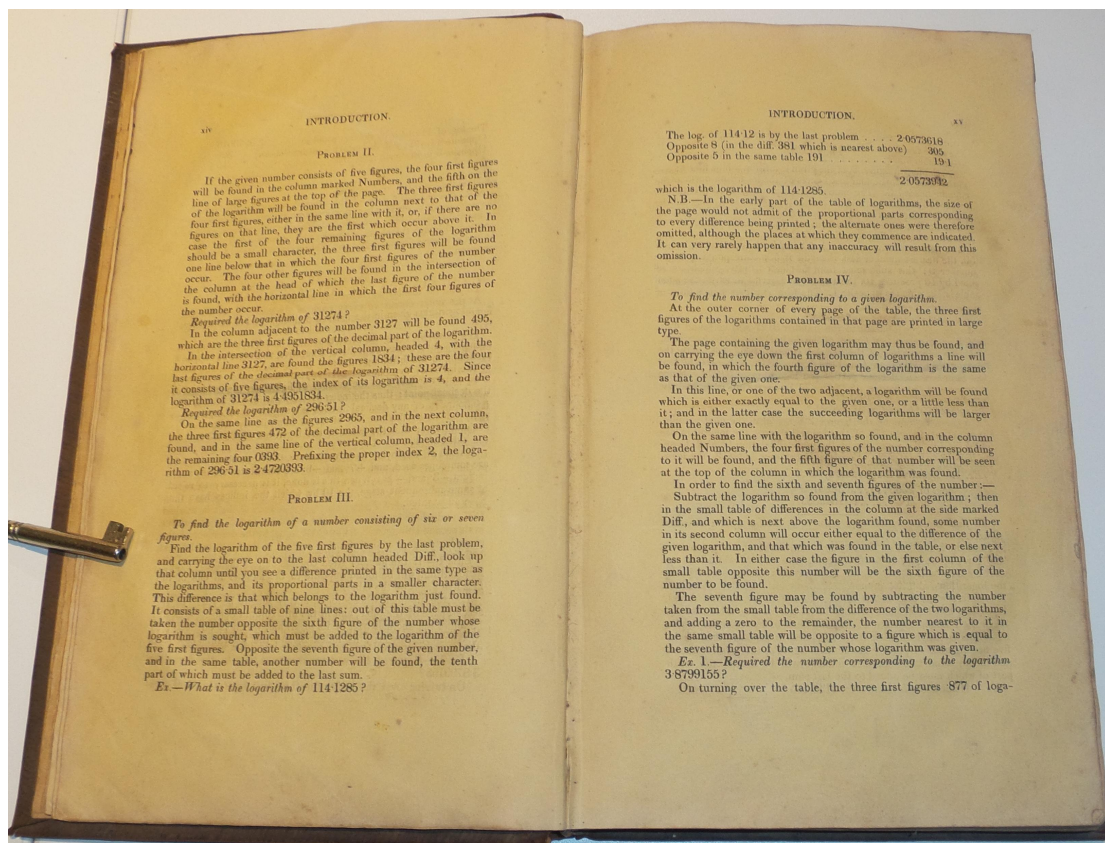 xiv
INTRODUCTION.
PROBLEM II.
If the given number consists of five figures, the four first figures
will be found in the column marked Numbers, and the fifth on the
line of large figures at the top of the page. The three first figures
of the logarithm will be found in the column next to that of the
four first figures, either in the same line with it, or, if there are no
figures on that line, they are the first which occur above it. In
case the first of the four remaining figures of the logarithm
should be a small character, the three first figures will be found
one line below that in which the four first figures of the number
occur. The four other figures will be found in the intersection of
the column at the head of which the last figure of the number
is found, with the horizontal line in which the first four figures of
the number occur.
Required the logarithm of 31274 ?
In the column adjacent to the number 3127 will be found 495,
which are the three first figures of the decimal part of the logarithm.
In the intersection of the vertical column, headed 4, with the
horizontal line 3127, are found the figures 1834 ; these are the four
last figures of the decimal part of the logarithm of 31274. Since
it consists of five figures, the index of its logarithm is 4, and the
logarithm of 31274 is 4·4951834.
Required the logarithm of 296·51 ?
On the same line as the figures 2965, and in the next column,
the three first figures 472 of the decimal part of the logarithm are
found, and in the same line of the vertical column, headed 1, are
the remaining four 0393. Prefixing the proper index 2, the loga-
rithm of 296·51 is 2·4720393.
PROBLEM III.
To find the logarithm of a number consisting of six or seven
figures.
Find the logarithm of the five first figures by the last problem,
and carrying the eye on to the last column headed Diff., look up
that column until you see a difference printed in the same type as
the logarithms, and its proportional parts in a smaller character.
This difference is that which belongs to the logarithm just found.
It consists of a small table of nine lines: out of this table must be
taken the number opposite the sixth figure of the number whose
logarithm is sought, which must be added to the logarithm of the
five first figures. Opposite the seventh figure of the given number,
and in the same table, another number will be found, the tenth
part of which must be added to the last sum.
Ex.—What is the logarithm of 114·1285 ?
INTRODUCTION.
xv
The log. of 114·12 is by the last problem . . . . 2·0573618
Opposite 8 (in the diff. 381 which is nearest above) 305
Opposite 5 in the same table 191 . . . . . . . . . 19·1
2·0573942
which is the logarithm of 114·1285.
N.B.—In the early part of the table of logarithms, the size of
the page would not admit of the proportional parts corresponding
to every difference being printed ; the alternate ones were therefore
omitted, although the places at which they commence are indicated.
It can very rarely happen that any inaccuracy will result from this
omission.
PROBLEM IV.
To find the number corresponding to a given logarithm.
At the outer corner of every page of the table, the three first
figures of the logarithms contained in that page are printed in large
type.
The page containing the given logarithm may thus be found, and
on carrying the eye down the first column of logarithms a line will
be found, in which the fourth figure of the logarithm is the same
as that of the given one.
In this line, or one of the two adjacent, a logarithm will be found
which is either exactly equal to the given one, or a little less than
it ; and in the latter case the succeeding logarithms will be larger
than the given one.
On the same line with the logarithm so found, and in the column
headed Numbers, the four first figures of the number corresponding
to it will be found, and the fifth figure of that number will be seen
at the top of the column in which the logarithm was found.
In order to find the sixth and seventh figures of the number :—
Subtract the logarithm so found from the given logarithm ; then
in the small table of differences in the column at the side marked
Diff., and which is next above the logarithm found, some number
in its second column will occur either equal to the difference of the
given logarithm, and that which was found in the table, or else next
less than it. In either case the figure in the first column of the
small table opposite this number will be the sixth figure of the
number to be found.
The seventh figure may be found by subtracting the number
taken from the small table from the difference of the two logarithms,
and adding a zero to the remainder, the number nearest to it in
the same small table will be opposite to a figure which is equal to
the seventh figure of the number whose logarithm was given.
Ex. 1.—Required the number corresponding to the logarithm
3·8799155 ?
On turning over the table, the three first figures ·877 of loga-